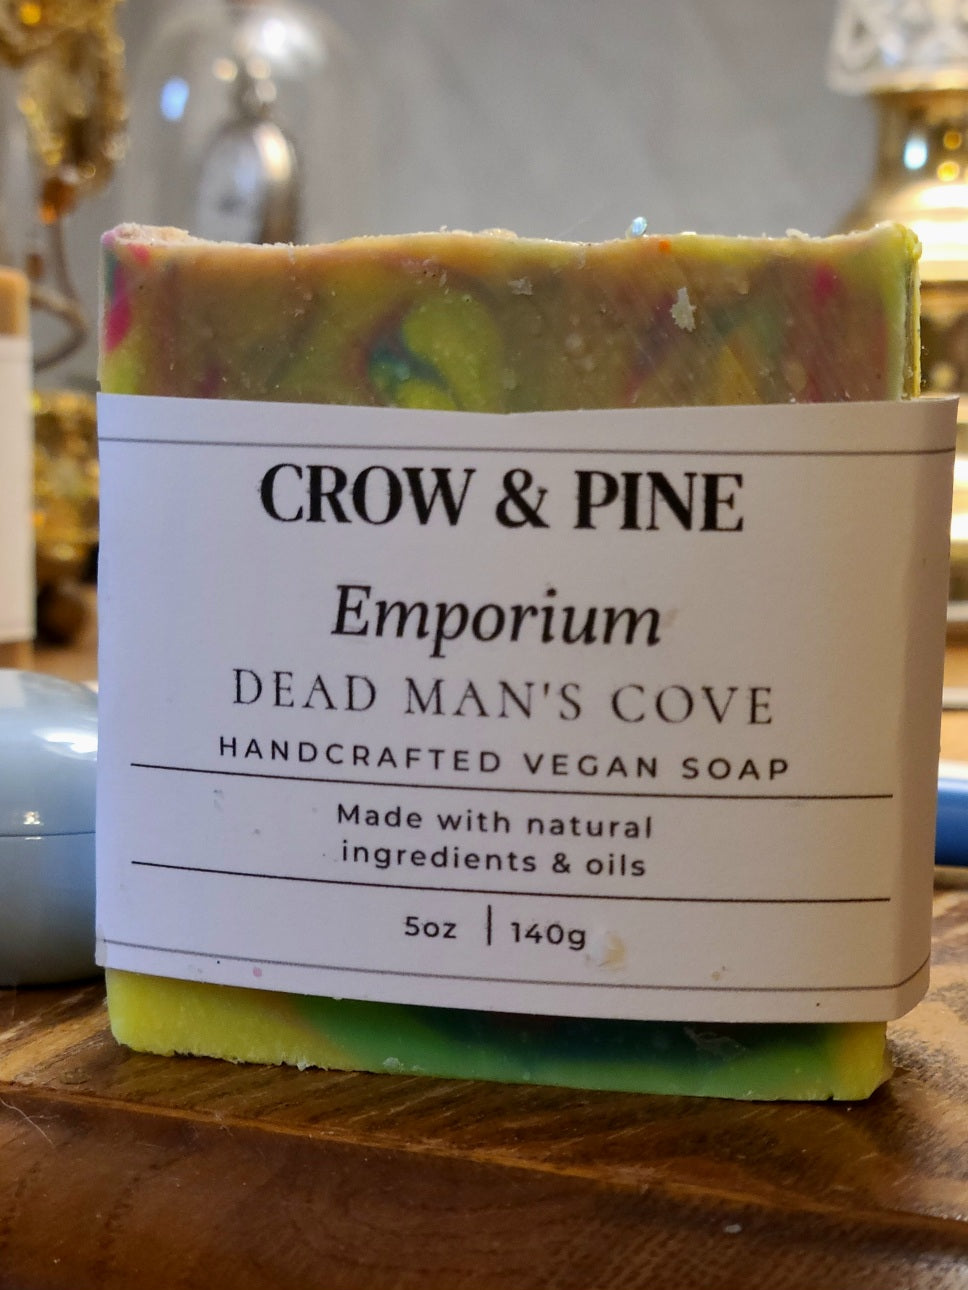 CROW & PINE
Emporium
DEAD MAN'S COVE
HANDCRAFTED VEGAN SOAP
Made with natural
ingredients & oils
5oz | 140g